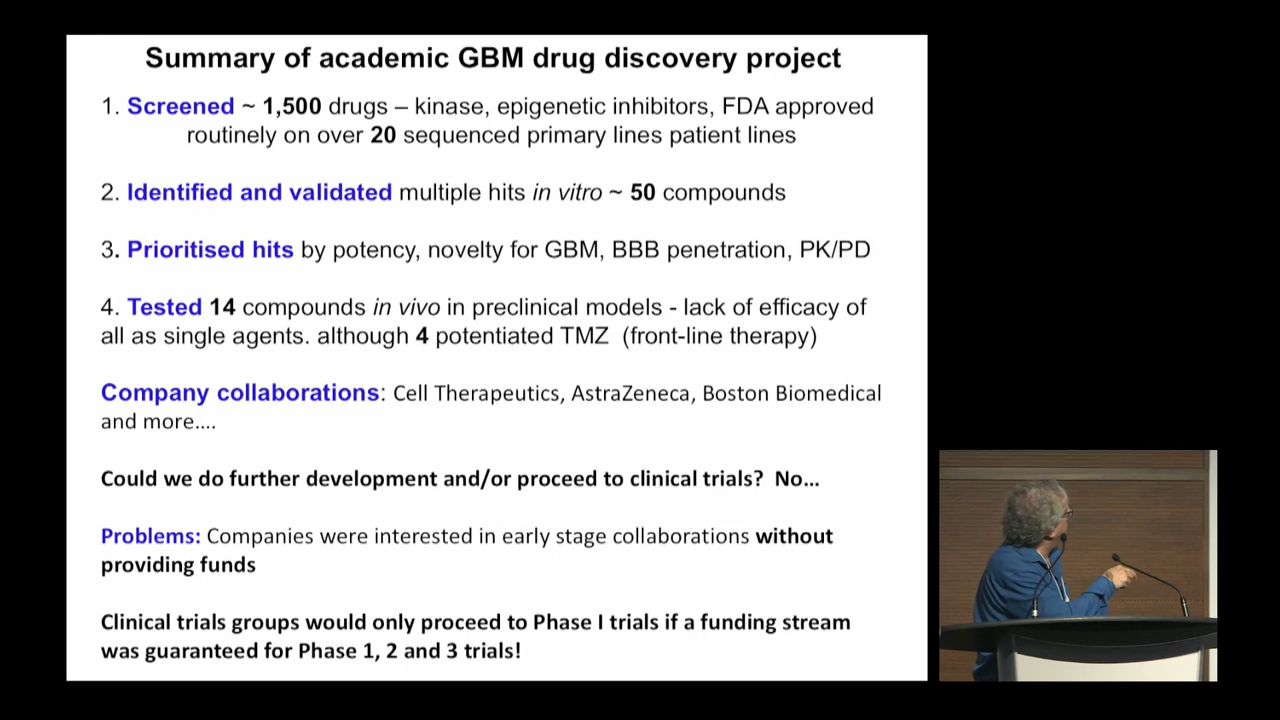 Summary of academic GBM drug discovery project
1. Screened ~ 1,500 drugs – kinase, epigenetic inhibitors, FDA approved
routinely on over 20 sequenced primary lines patient lines
2. Identified and validated multiple hits in vitro ~ 50 compounds
3. Prioritised hits by potency, novelty for GBM, BBB penetration, PK/PD
4. Tested 14 compounds in vivo in preclinical models - lack of efficacy of
all as single agents. although 4 potentiated TMZ (front-line therapy)
Company collaborations: Cell Therapeutics, AstraZeneca, Boston Biomedical
and more....
Could we do further development and/or proceed to clinical trials? No...
Problems: Companies were interested in early stage collaborations without
providing funds
Clinical trials groups would only proceed to Phase I trials if a funding stream
was guaranteed for Phase 1, 2 and 3 trials!